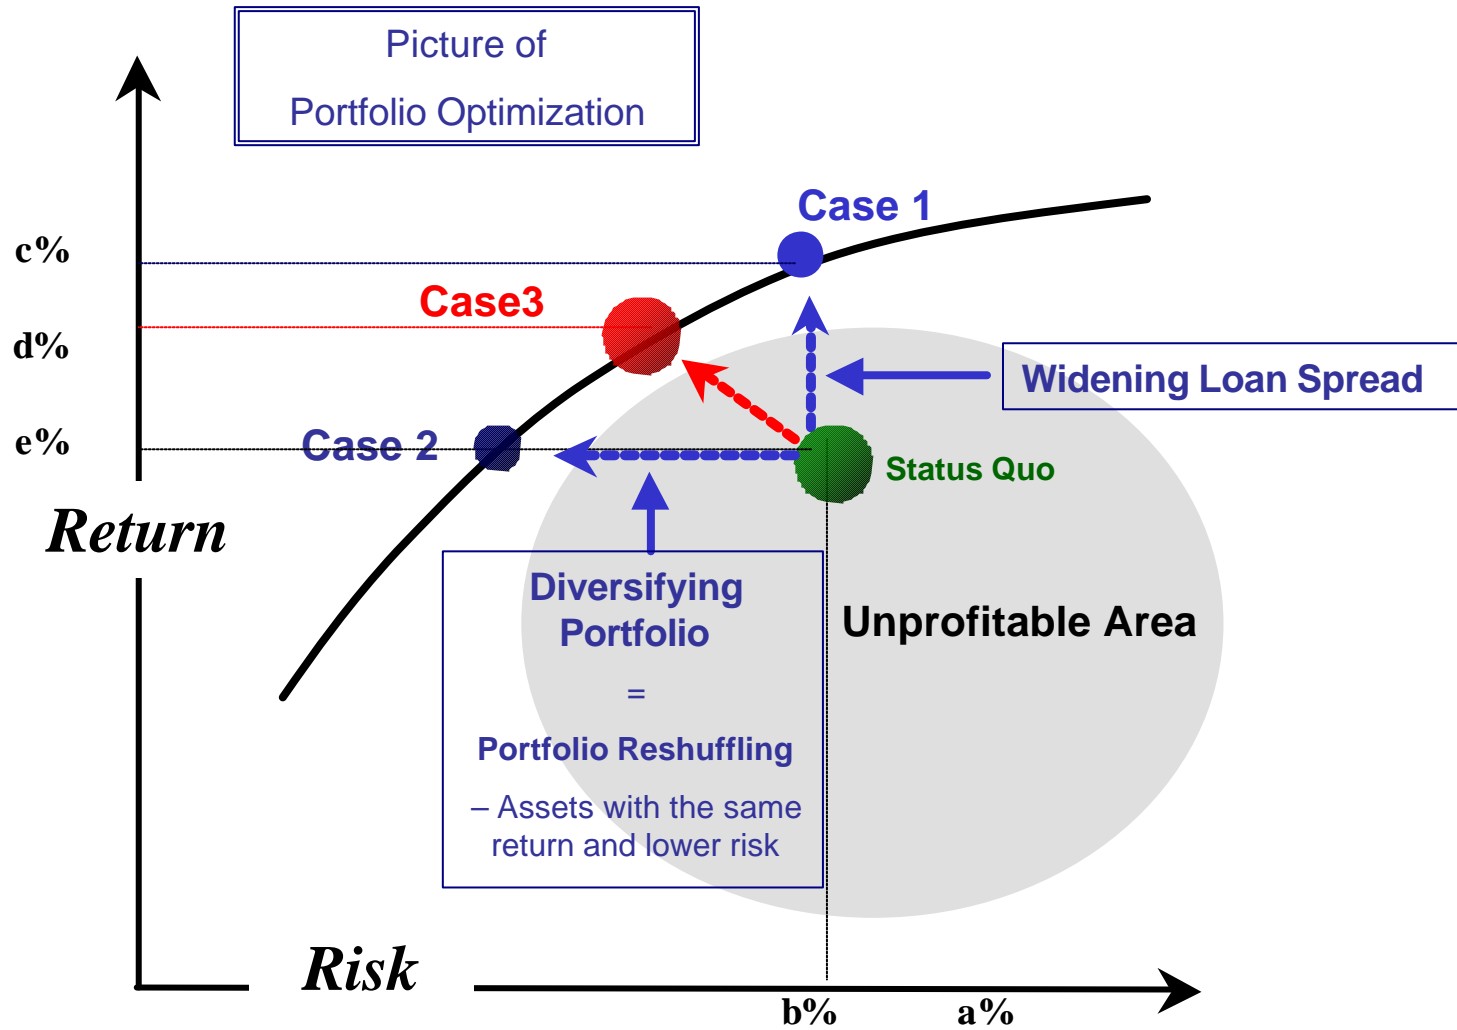 Picture of
Portfolio Optimization
Case 1
c%
Case3
d%
Widening Loan Spread
e%
Case 2
Status Quo
Return
Diversifying
Portfolio
=
Portfolio Reshuffling
– Assets with the same
return and lower risk
Unprofitable Area
Risk
b%
a%